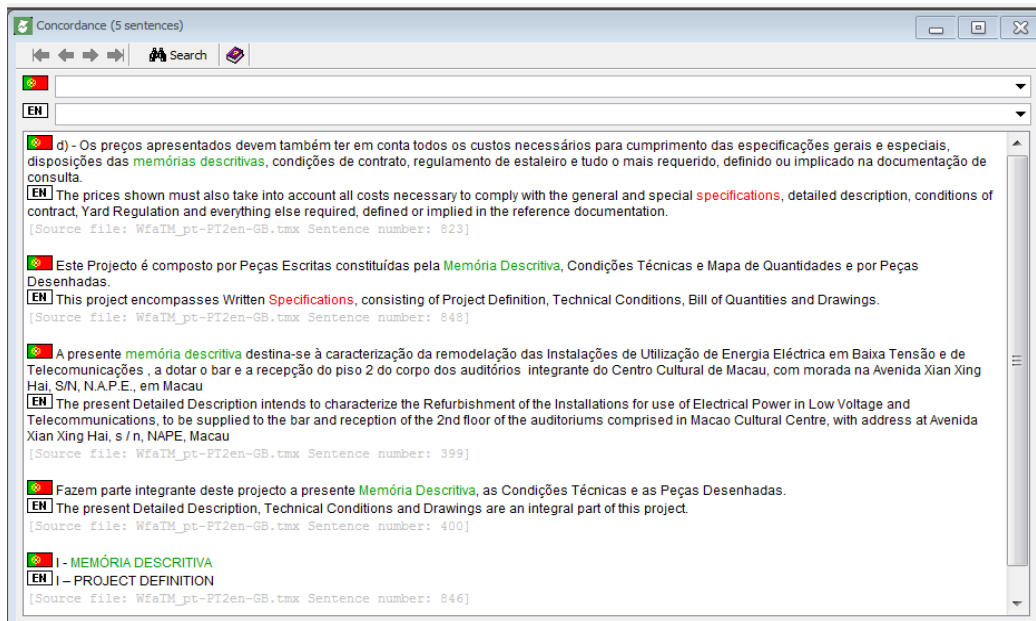 Concordance (5 sentences)
Search
EN
d) - Os preços apresentados devem também ter em conta todos os custos necessários para cumprimento das especificações gerais e especiais,
disposições das memórias descritivas, condições de contrato, regulamento de estaleiro e tudo o mais requerido, definido ou implicado na documentação de
consulta.
EN The prices shown must also take into account all costs necessary to comply with the general and special specifications, detailed description, conditions of
contract, Yard Regulation and everything else required, defined or implied in the reference documentation.
[Source file: WfaTM_pt-PT2en-GB.tmx Sentence number: 823]
Este Projecto é composto por Peças Escritas constituídas pela Memória Descritiva, Condições Técnicas e Mapa de Quantidades e por Peças
Desenhadas.
EN This project encompasses Written Specifications, consisting of Project Definition, Technical Conditions, Bill of Quantities and Drawings.
[Source file: WfaTM_pt-PT2en-GB.tmx Sentence number: 848]
A presente memória descritiva destina-se à caracterização da remodelação das Instalações de Utilização de Energia Eléctrica em Baixa Tensão e de
Telecomunicações , a dotar o bar e a recepção do piso 2 do corpo dos auditórios integrante do Centro Cultural de Macau, com morada na Avenida Xian Xing
Hai, S/N, N.A.P.E., em Macau
EN The present Detailed Description intends to characterize the Refurbishment of the Installations for use of Electrical Power in Low Voltage and
Telecommunications, to be supplied to the bar and reception of the 2nd floor of the auditoriums comprised in Macao Cultural Centre, with address at Avenida
Xian Xing Hai, s / n, NAPE, Macau
[Source file: WfaTM_pt-PT2en-GB.tmx Sentence number: 399]
Fazem parte integrante deste projecto a presente Memória Descritiva, as Condições Técnicas e as Peças Desenhadas.
EN The present Detailed Description, Technical Conditions and Drawings are an integral part of this project.
[Source file: WfaTM_pt-PT2en-GB.tmx Sentence number: 400]
I - MEMÓRIA DESCRITIVA
EN I – PROJECT DEFINITION
[Source file: WfaTM_pt-PT2en-GB.tmx Sentence number: 846]